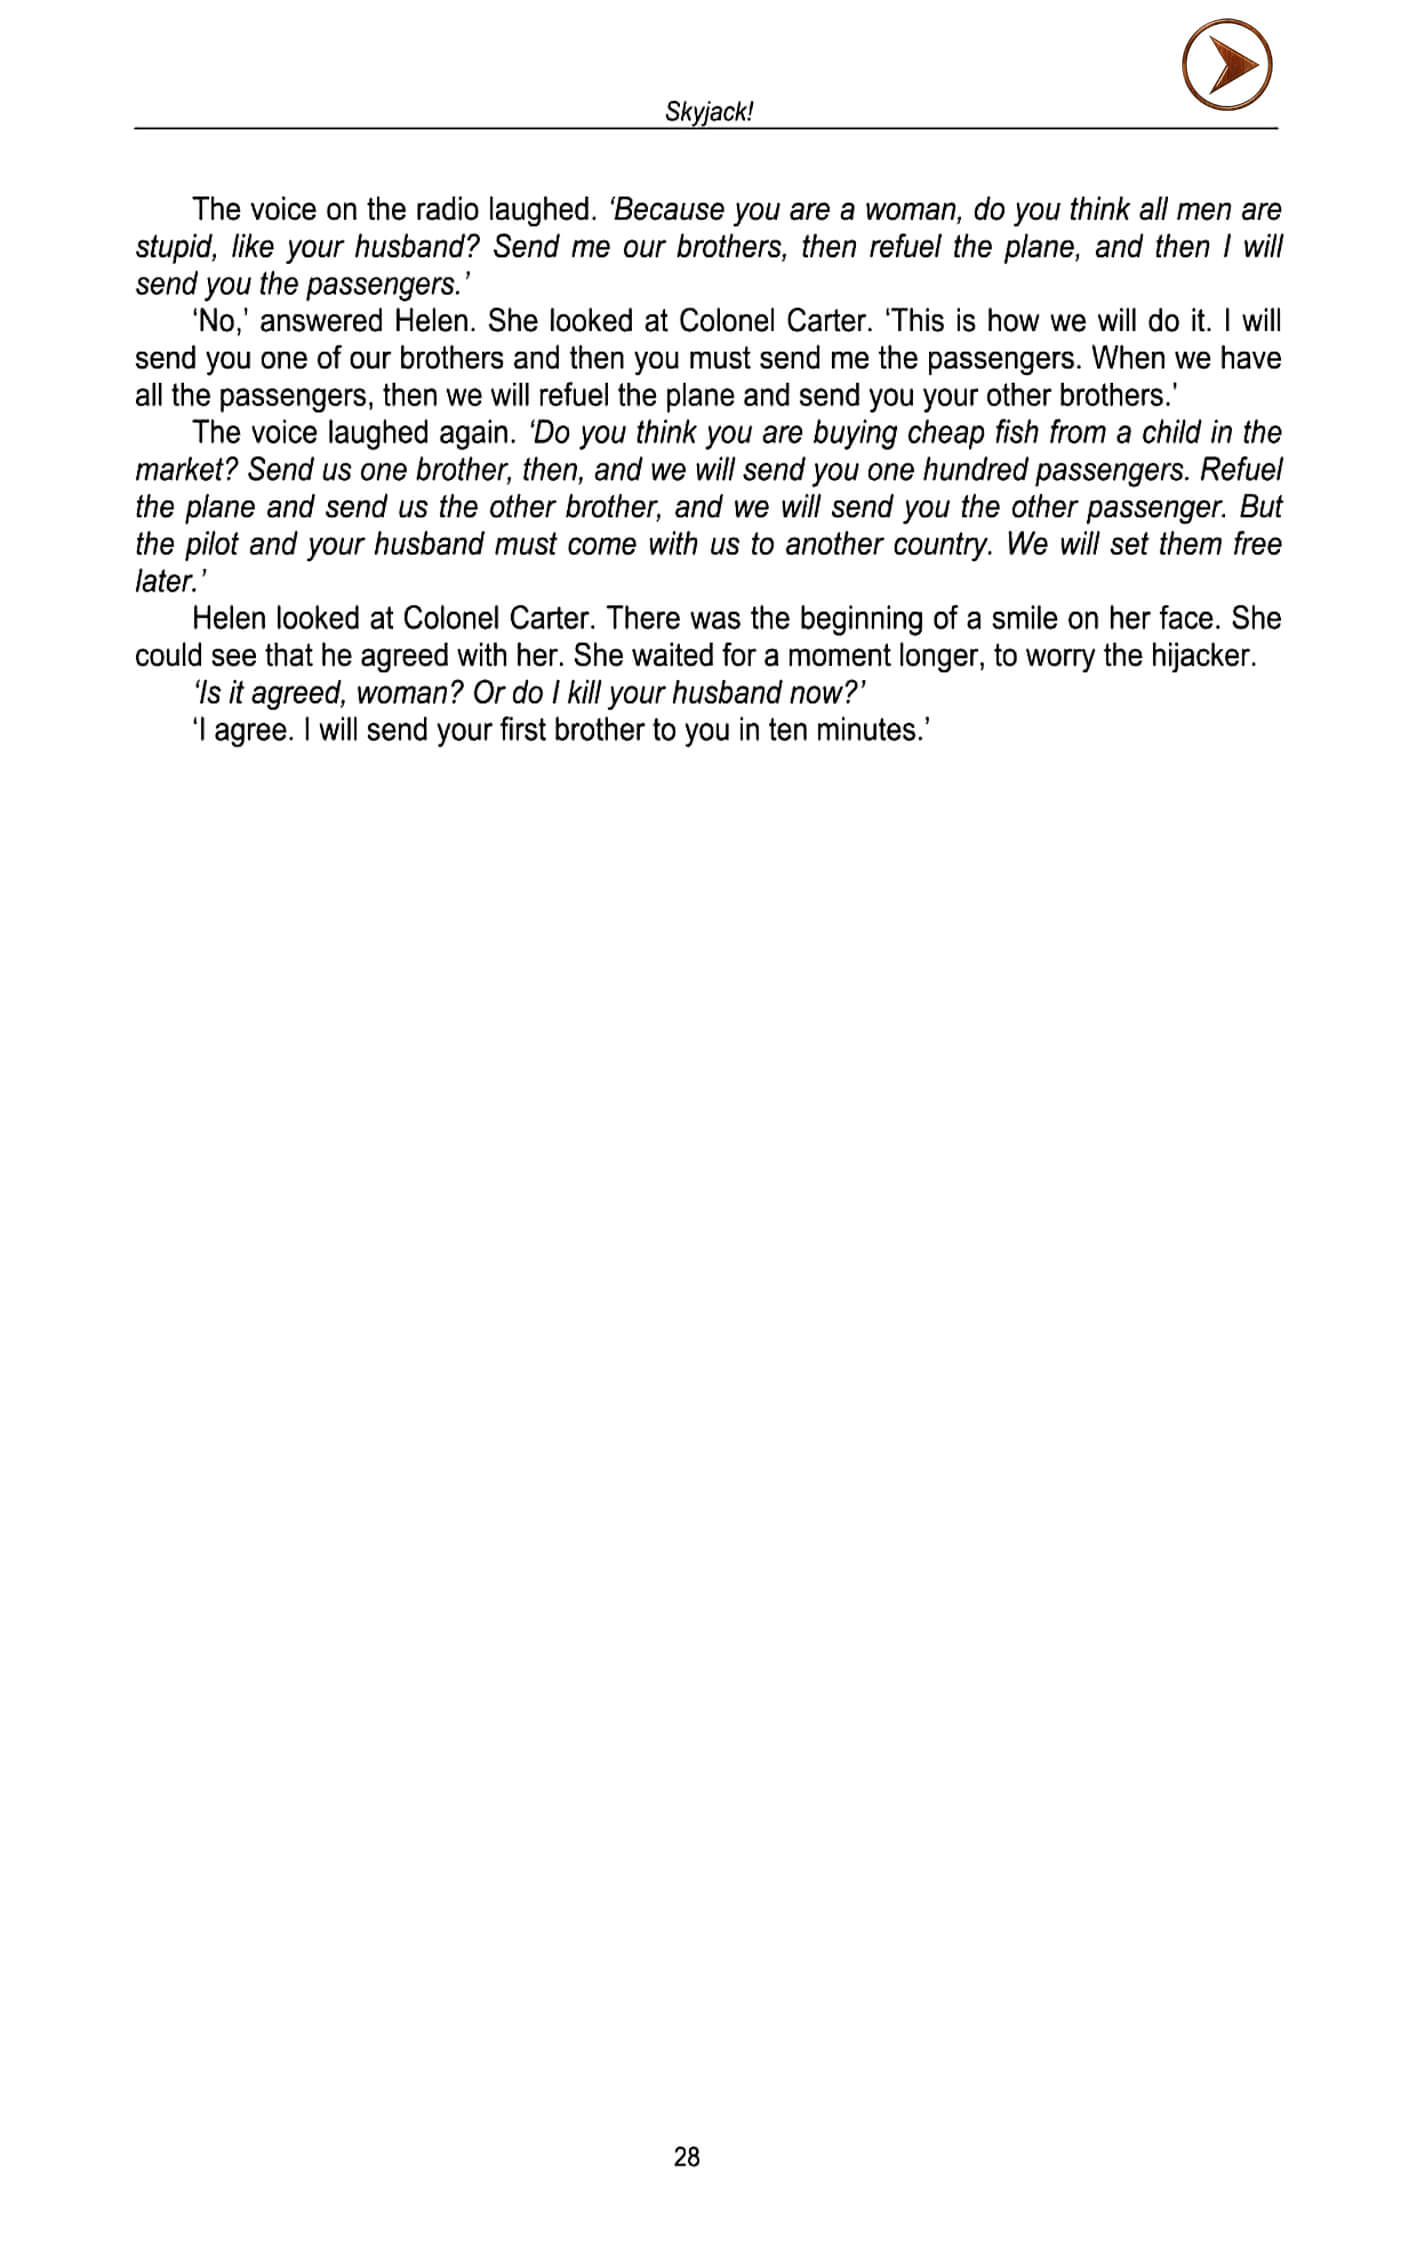 Skyjack!
The voice on the radio laughed. ‘Because you are a woman, do you think all men are
stupid, like your husband? Send me our brothers, then refuel the plane, and then I will
send you the passengers.’
‘No,’ answered Helen. She looked at Colonel Carter. ‘This is how we will do it. I will
send you one of our brothers and then you must send me the passengers. When we have
all the passengers, then we will refuel the plane and send you your other brothers.'
The voice laughed again. ‘Do you think you are buying cheap fish from a child in the
market? Send us one brother, then, and we will send you one hundred passengers. Refuel
the plane and send us the other brother, and we will send you the other passenger. But
the pilot and your husband must come with us to another country. We will set them free
later.’
Helen looked at Colonel Carter. There was the beginning of a smile on her face. She
could see that he agreed with her. She waited for a moment longer, to worry the hijacker.
‘Is it agreed, woman? Or do I kill your husband now?’
‘I agree. I will send your first brother to you in ten minutes.’
28